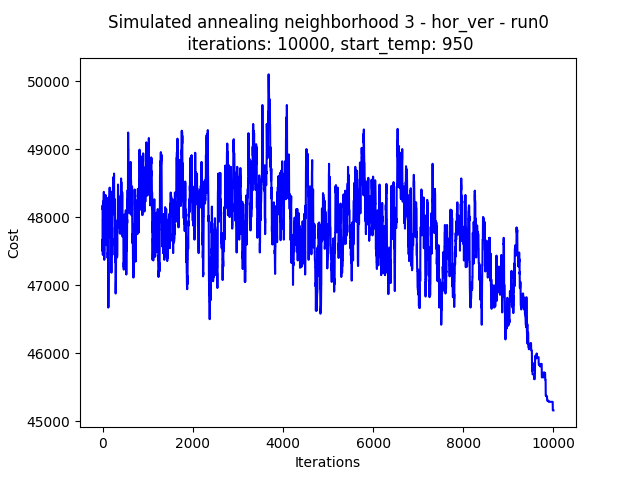 Simulated annealing neighborhood 3 - hor_ver - run0
iterations: 10000, start_temp: 950
50000
49000
48000
47000
46000
45000
Cost
0 2000 4000 6000 8000 10000
Iterations